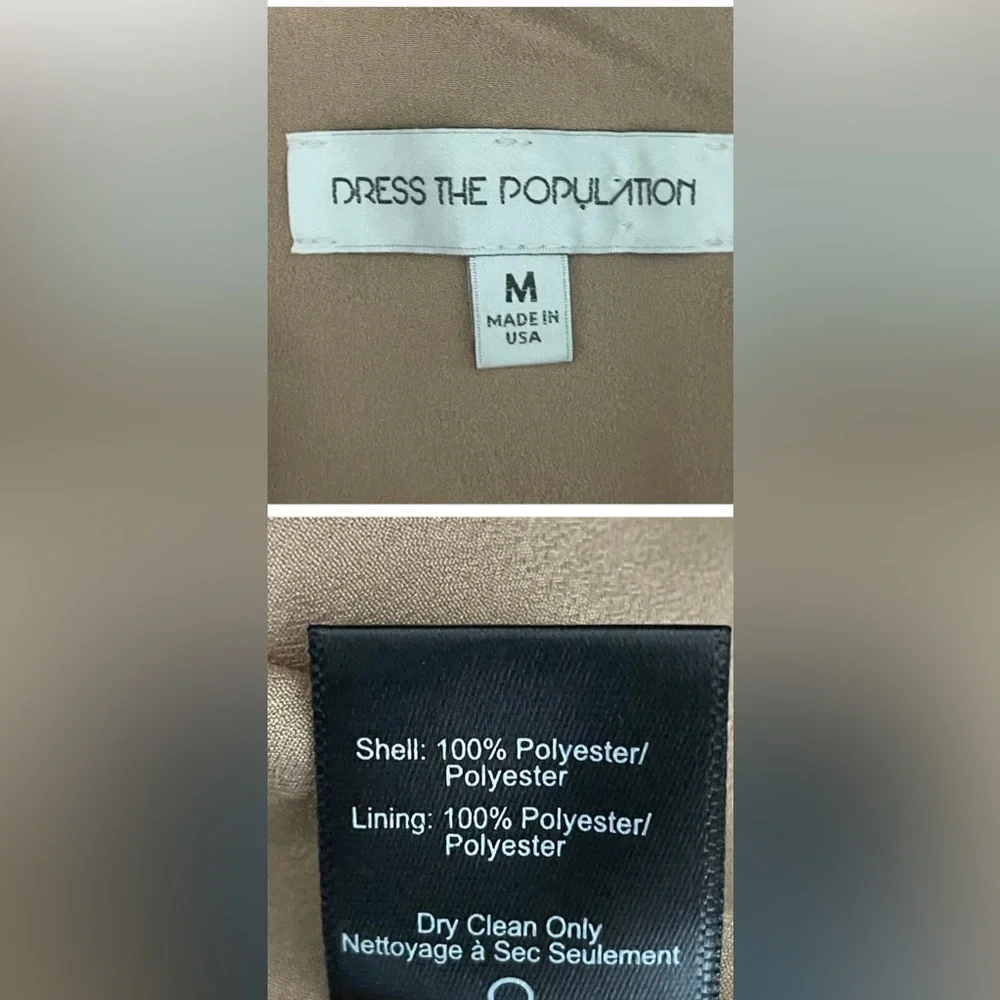 DRESS THE POPULATION
M
MADE IN
USA
Shell: 100% Polyester/
Polyester
Lining: 100% Polyester/
Polyester
Dry Clean Only
Nettoyage à Sec Seulement